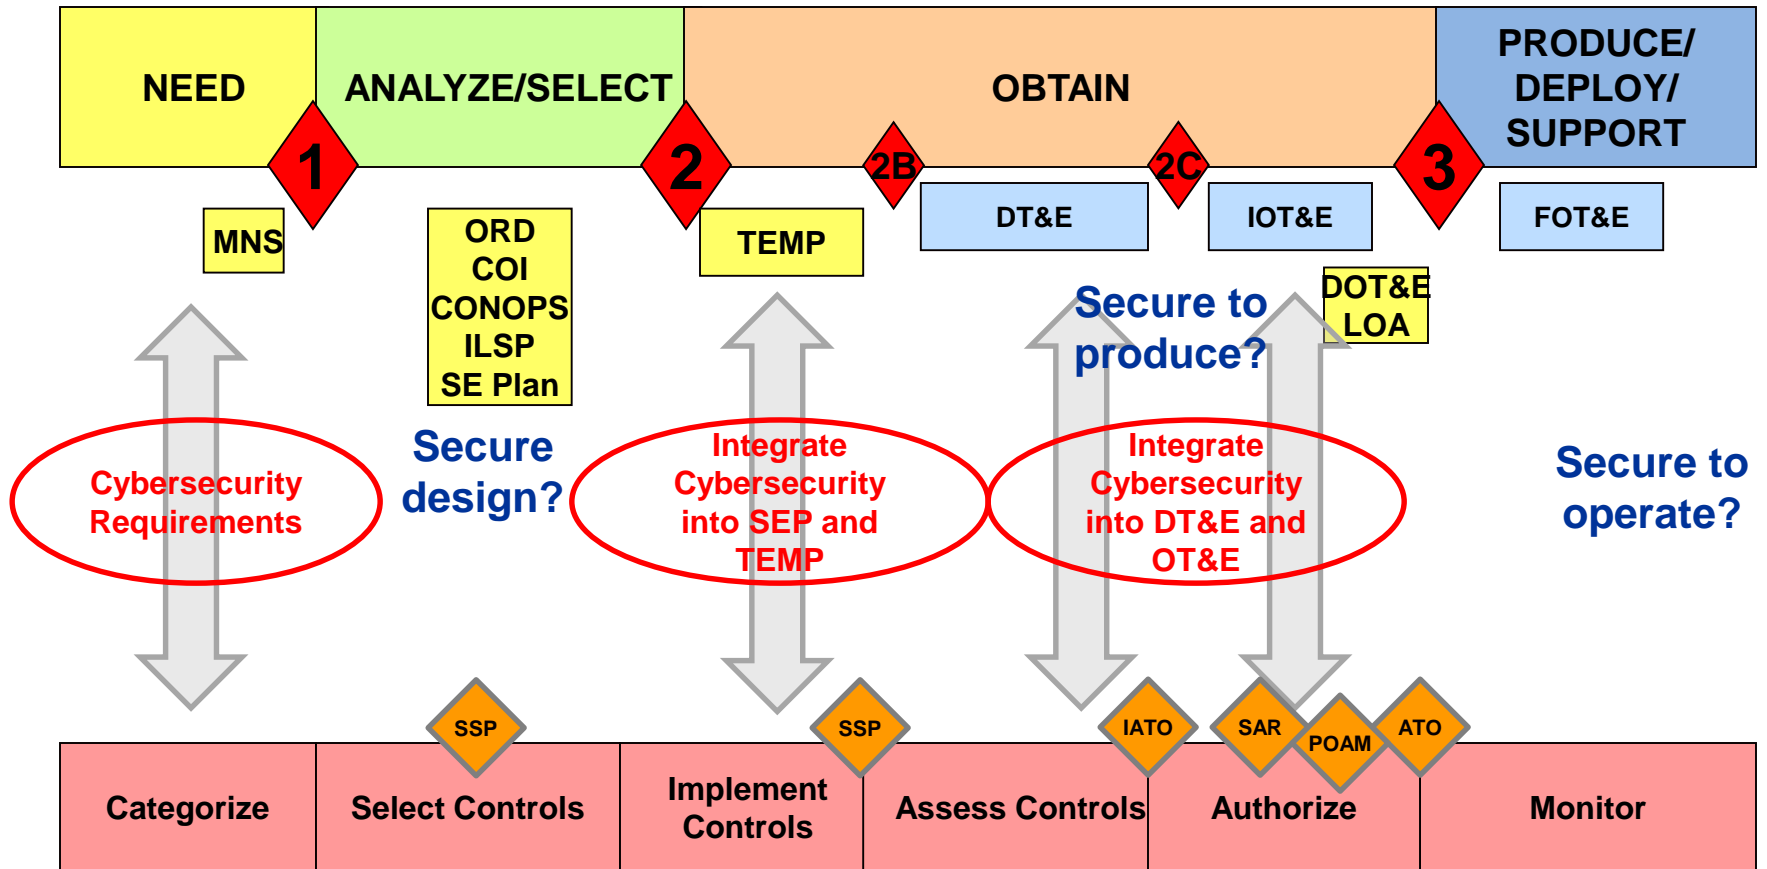 NEED
ANALYZE/SELECT
OBTAIN
PRODUCE/
DEPLOY/
SUPPORT
1
2
2B
2C
3
MNS
ORD
COI
CONOPS
ILSP
SE Plan
TEMP
DT&E
IOT&E
FOT&E
DOT&E
LOA
Secure to
produce?
Cybersecurity
Requirements
Secure
design?
Integrate
Cybersecurity
into SEP and
TEMP
Integrate
Cybersecurity
into DT&E and
OT&E
Secure to
operate?
SSP
SSP
IATO
SAR
POAM
ATO
Categorize
Select Controls
Implement
Controls
Assess Controls
Authorize
Monitor